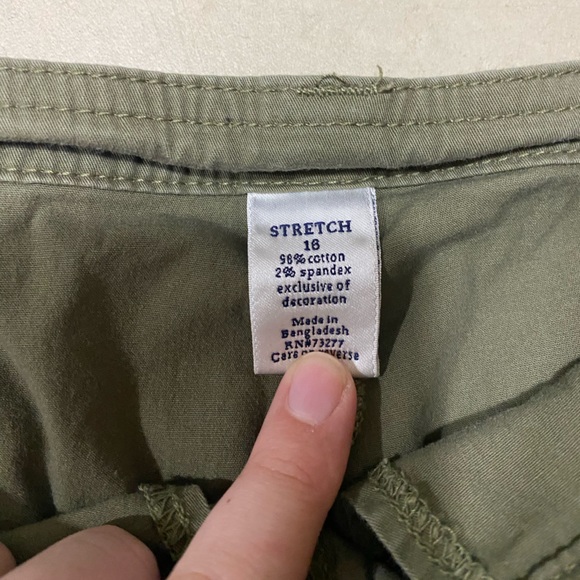 STRETCH
16
98% cotton
2% spandex
exclusive of
decoration
Made in
Bangladesh
RN#73277
Care on reverse